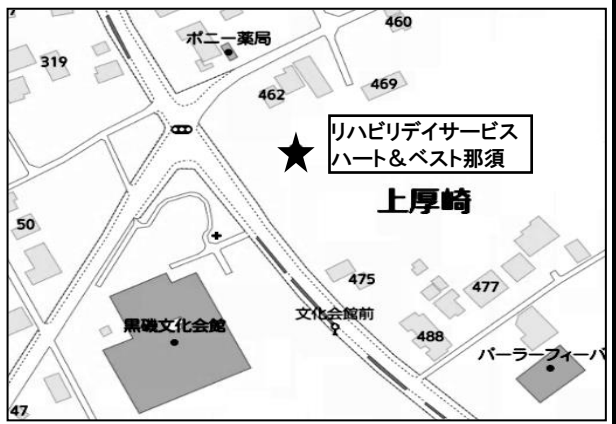 460
ポニー薬局
319
469
462
リハビリデイサービス
ハート&ベスト那須
上厚崎
50
475
477
文化会館前
黒磯文化会館
488
パーラーフィーバ
47